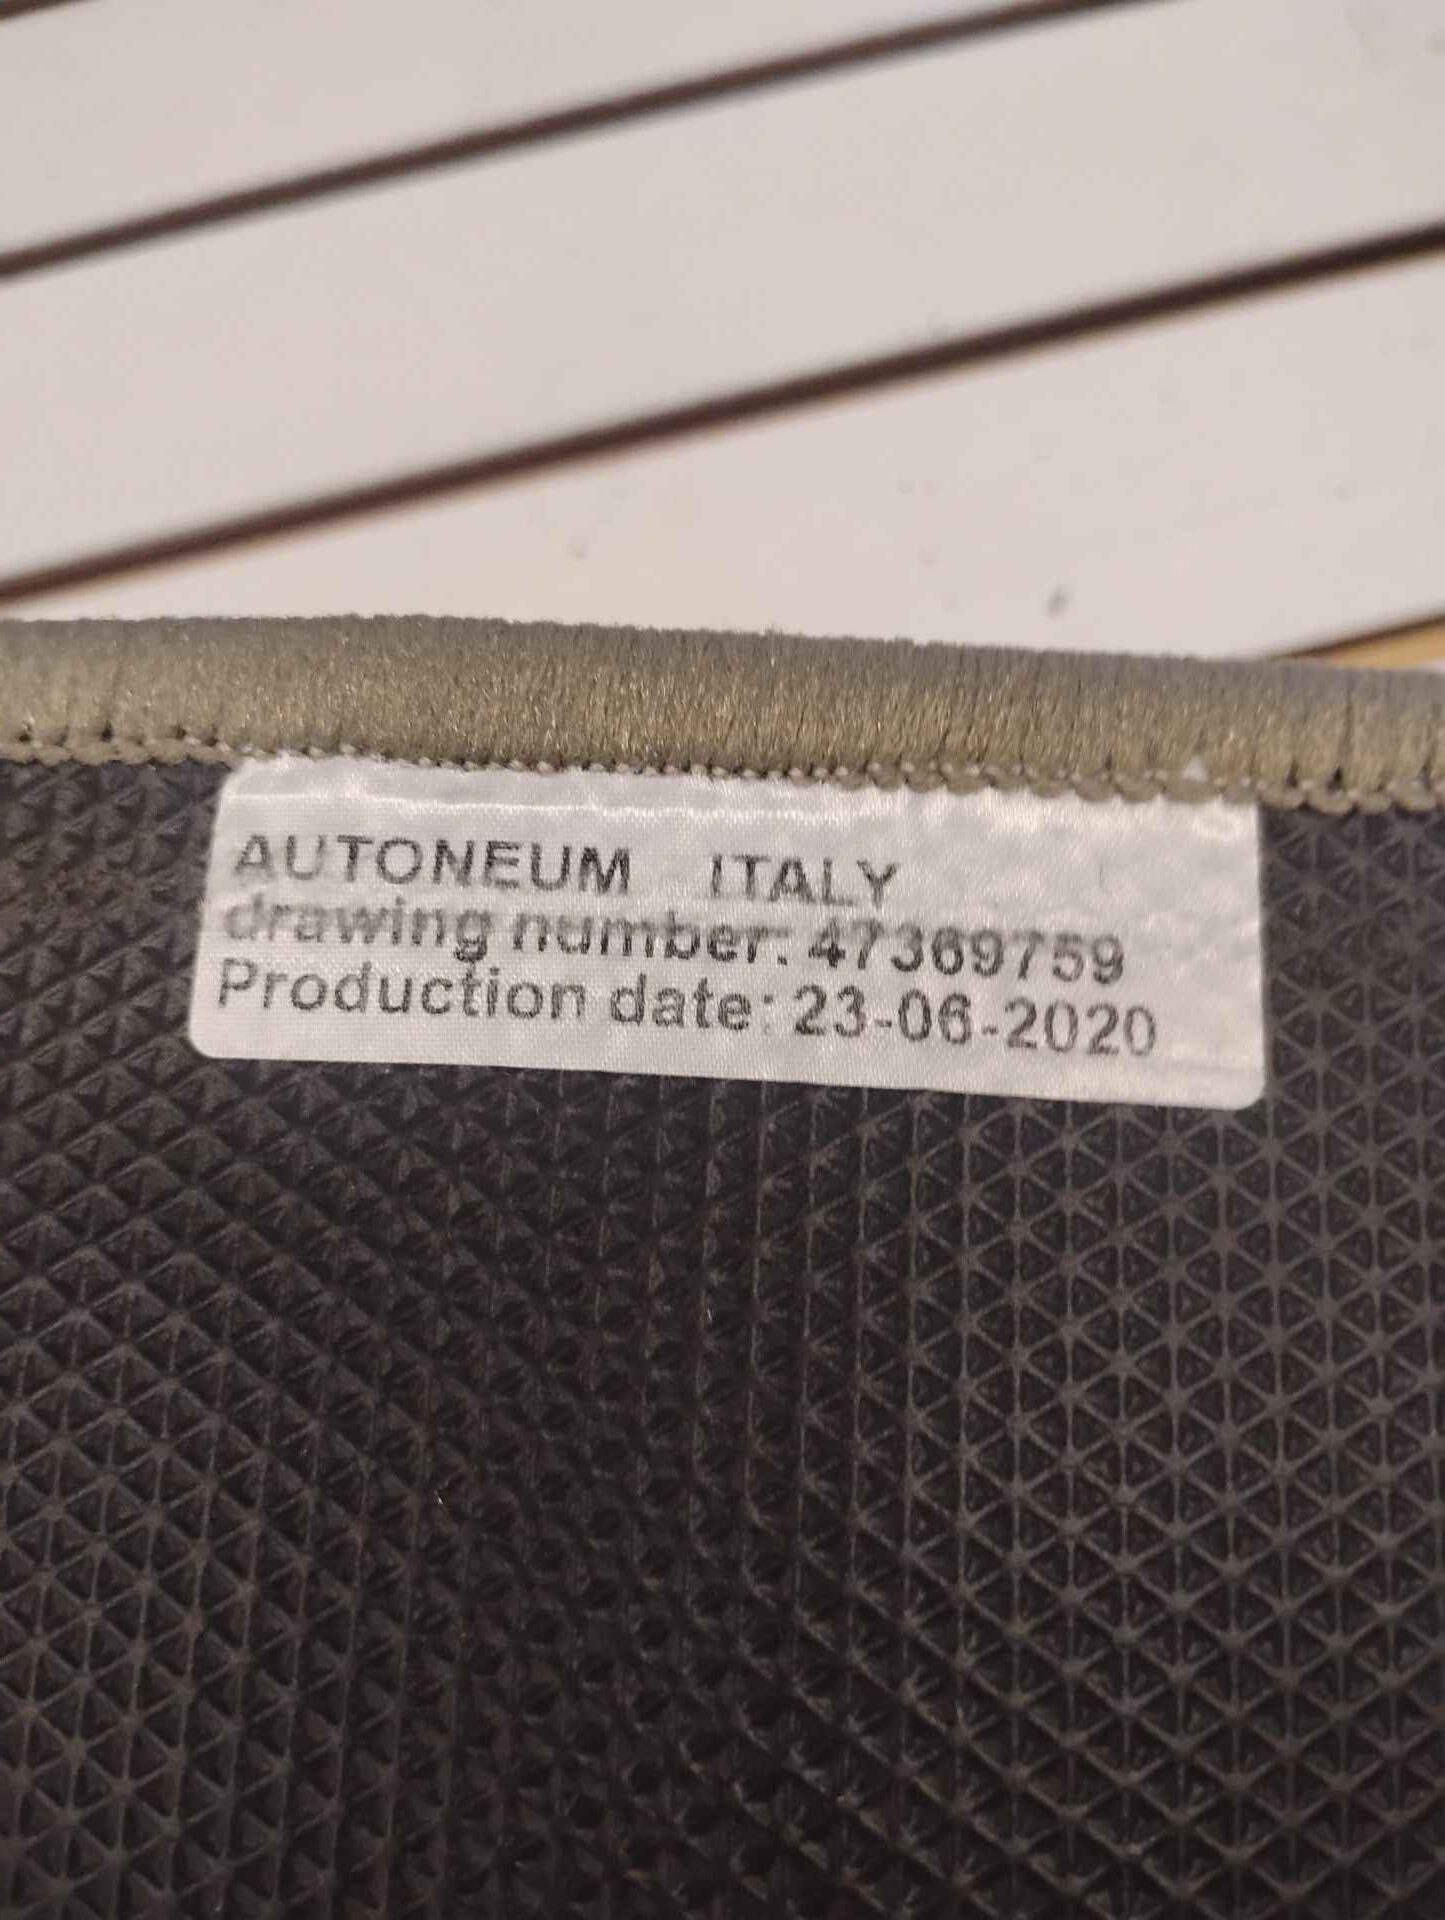 AUTONEUM ITALY
drawing number: 47369759
Production date: 23-06-2020